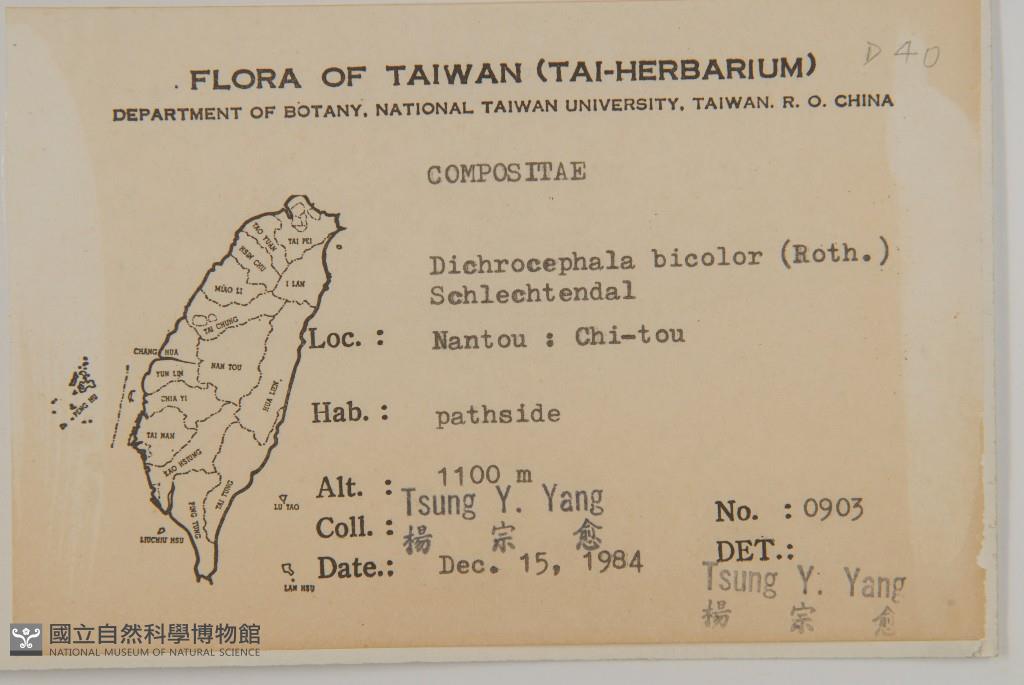 D40
FLORA OF TAIWAN (TAI-HERBARIUM)
DEPARTMENT OF BOTANY, NATIONAL TAIWAN UNIVERSITY, TAIWAN. R. O. CHINA
COMPOSITAE
Dichrocephala bicolor (Roth.)
Schlechtendal
Loc. : Nantou : Chi-tou
Hab. : pathside
Alt. : 1100 m
Coll. : Tsung Y. Yang
楊 宗 愈
No. : 0903
Date.: Dec. 15, 1984
DET.:
Tsung Y. Yang
楊 宗 愈
TAO YUAN
TAI PEI
HSIN CHU
I LAN
MIAO LI
TAI CHUNG
CHANG HUA
NAN TOU
YUN LIN
HUA LIEN
CHIA YI
PENG HU
TAI NAN
KAO HSIUNG
TAI TUNG
PING TUNG
LU TAO
LIUCHIU HSU
LAN HSU
國立自然科學博物館
NATIONAL MUSEUM OF NATURAL SCIENCE